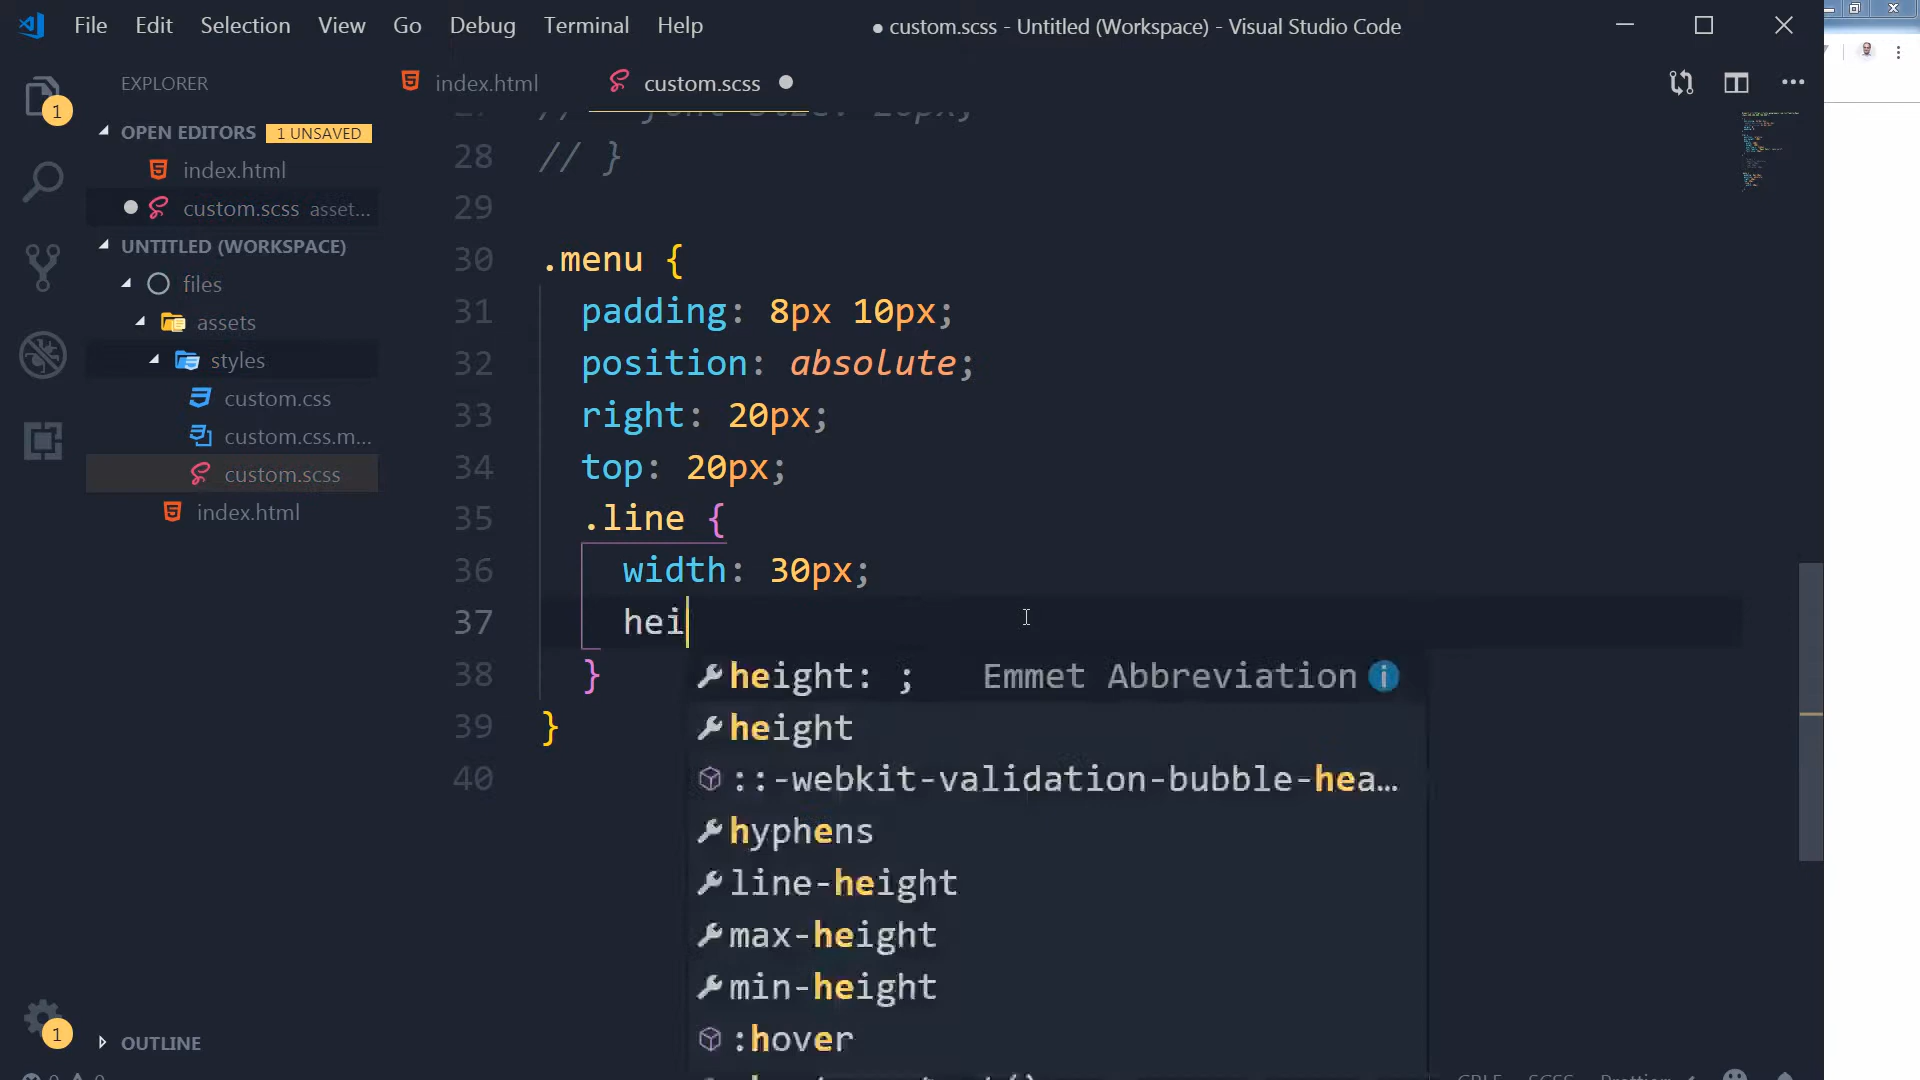 File Edit Selection View Go Debug Terminal Help
● custom.scss - Untitled (Workspace) - Visual Studio Code
EXPLORER
OPEN EDITORS 1 UNSAVED
index.html
custom.scss asset...
UNTITLED (WORKSPACE)
files
assets
styles
custom.css
custom.css.m...
custom.scss
index.html
OUTLINE
1
1
index.html custom.scss
28 // }
29
30 .menu {
31 padding: 8px 10px;
32 position: absolute;
33 right: 20px;
34 top: 20px;
35 .line {
36 width: 30px;
37 hei
38 }
39 }
40
height: ; Emmet Abbreviation
height
::-webkit-validation-bubble-hea…
hyphens
line-height
max-height
min-height
:hover